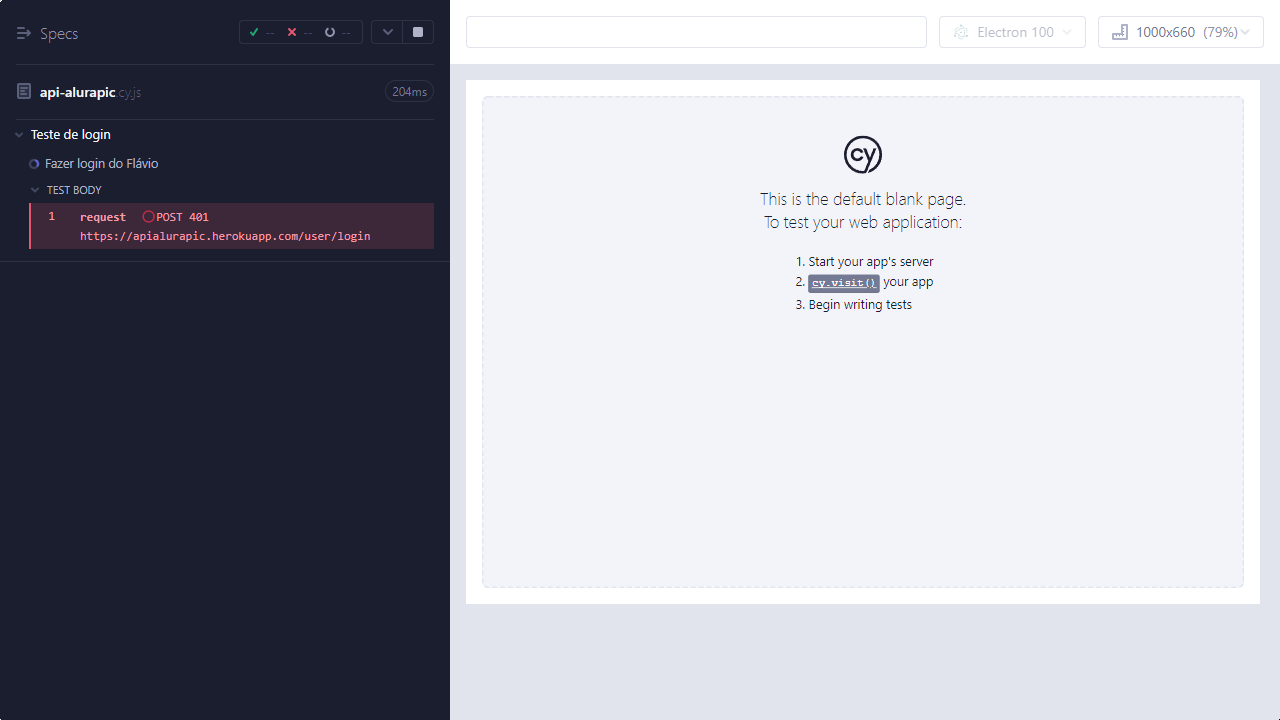 Specs
-- -- --
api-alurapic.cy.js 204ms
Teste de login
Fazer login do Flávio
TEST BODY
1 request POST 401
https://apialurapic.herokuapp.com/user/login
Electron 100
1000x660 (79%)
cy
This is the default blank page.
To test your web application:
1. Start your app's server
2. cy.visit() your app
3. Begin writing tests